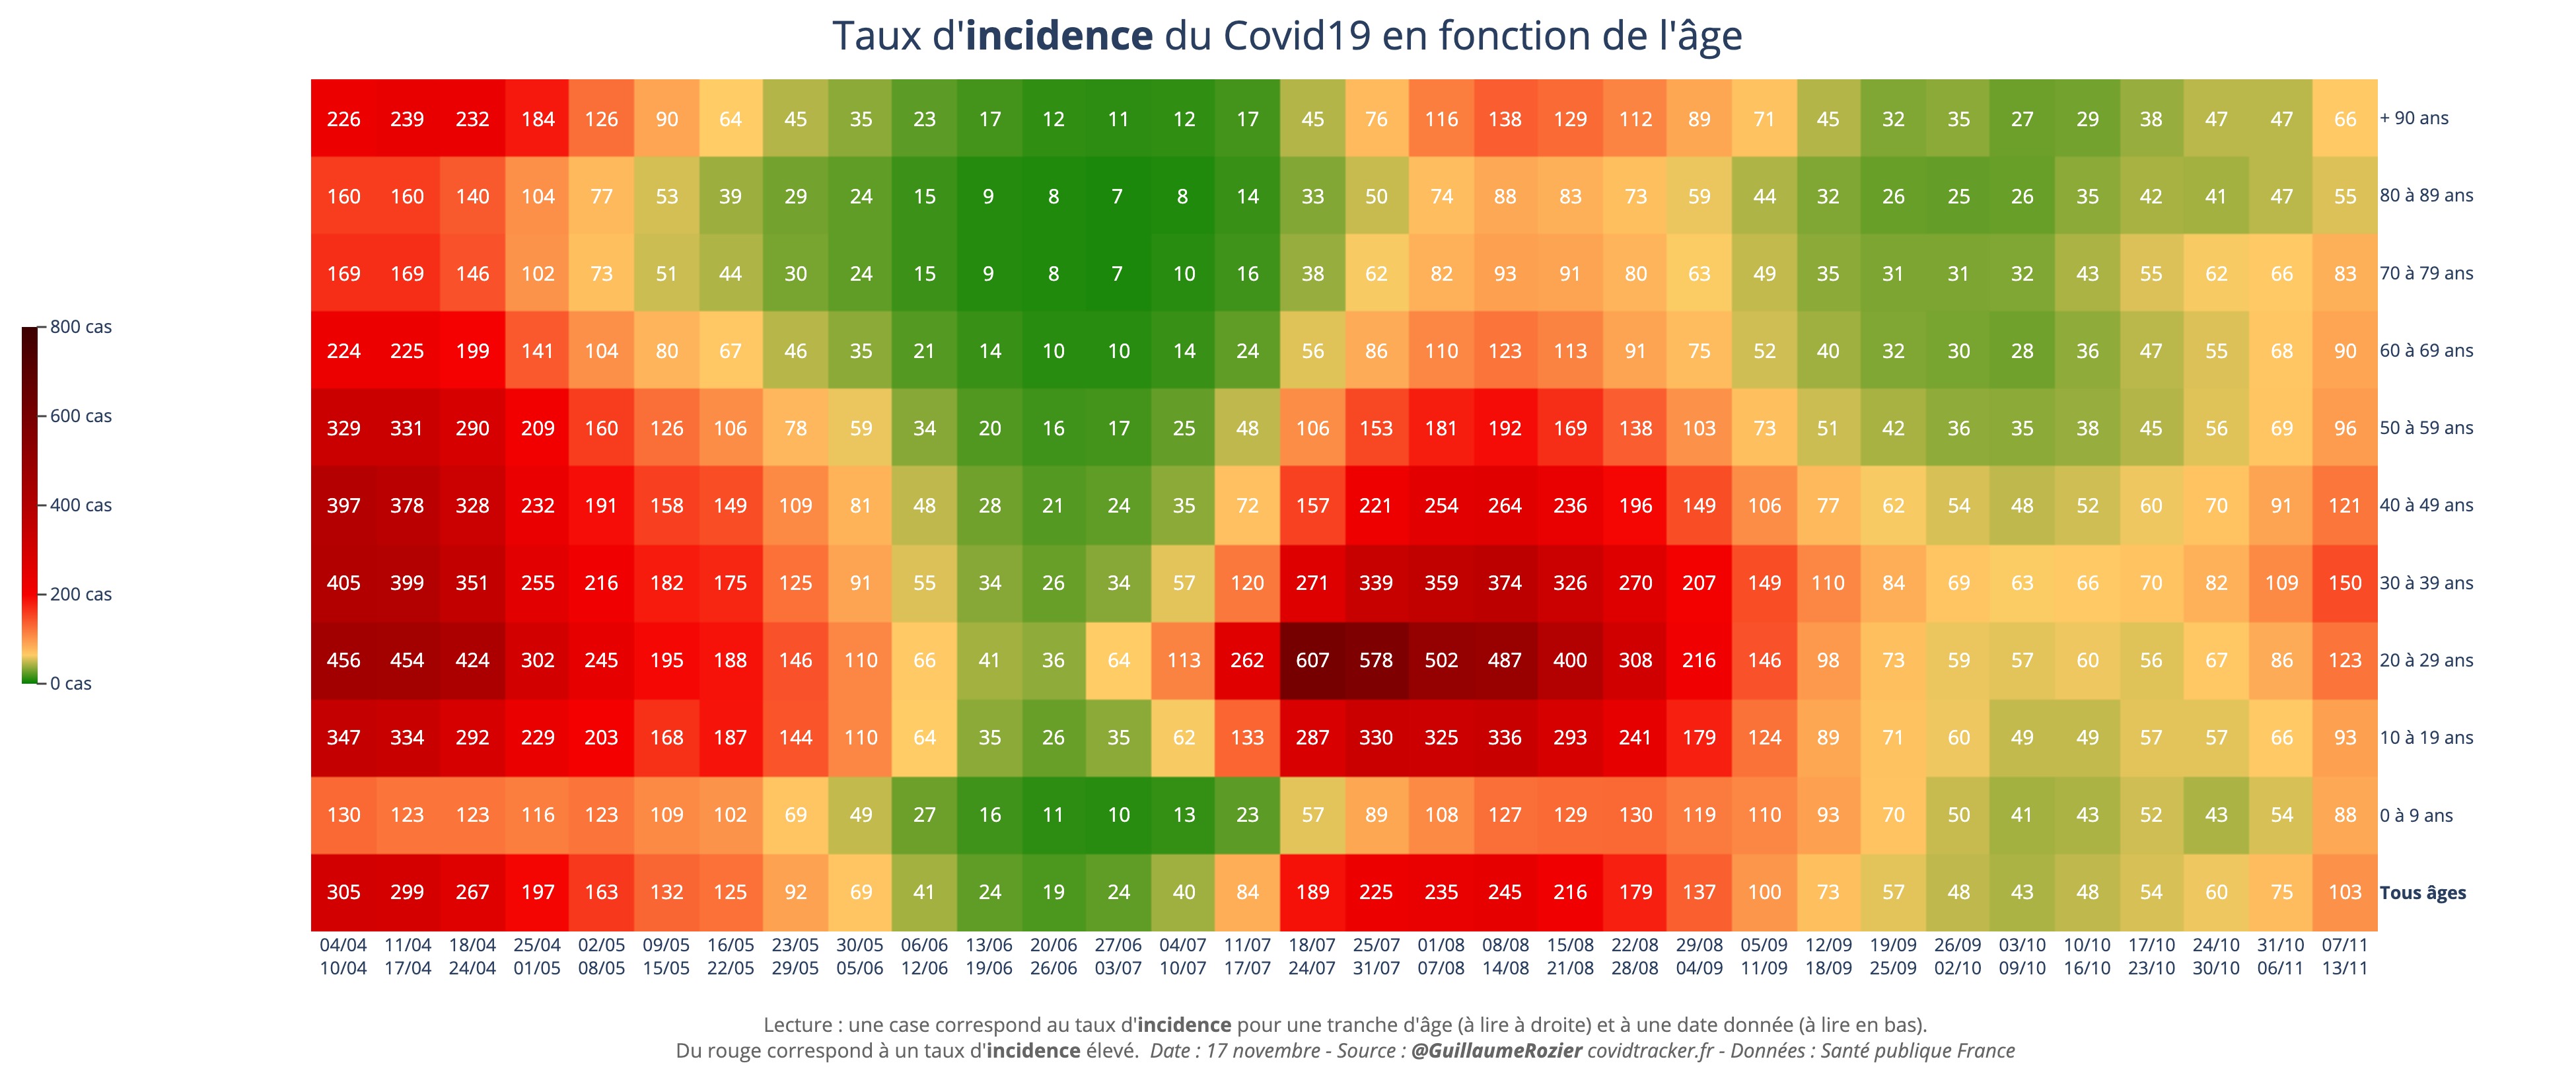 Taux d'incidence du Covid19 en fonction de l'âge
226 239 232 184 126 90 64 45 35 23 17 12 11 12 17 45 76 116 138 129 112 89 71 45 32 35 27 29 38 47 47 66 + 90 ans
160 160 140 104 77 53 39 29 24 15 9 8 7 8 14 33 50 74 88 83 73 59 44 32 26 25 26 35 42 41 47 55 80 à 89 ans
169 169 146 102 73 51 44 30 24 15 9 8 7 10 16 38 62 82 93 91 80 63 49 35 31 31 32 43 55 62 66 83 70 à 79 ans
800 cas
224 225 199 141 104 80 67 46 35 21 14 10 10 14 24 56 86 110 123 113 91 75 52 40 32 30 28 36 47 55 68 90 60 à 69 ans
600 cas
329 331 290 209 160 126 106 78 59 34 20 16 17 25 48 106 153 181 192 169 138 103 73 51 42 36 35 38 45 56 69 96 50 à 59 ans
400 cas
397 378 328 232 191 158 149 109 81 48 28 21 24 35 72 157 221 254 264 236 196 149 106 77 62 54 48 52 60 70 91 121 40 à 49 ans
405 399 351 255 216 182 175 125 91 55 34 26 34 57 120 271 339 359 374 326 270 207 149 110 84 69 63 66 70 82 109 150 30 à 39 ans
200 cas
456 454 424 302 245 195 188 146 110 66 41 36 64 113 262 607 578 502 487 400 308 216 146 98 73 59 57 60 56 67 86 123 20 à 29 ans
0 cas
347 334 292 229 203 168 187 144 110 64 35 26 35 62 133 287 330 325 336 293 241 179 124 89 71 60 49 49 57 57 66 93 10 à 19 ans
130 123 123 116 123 109 102 69 49 27 16 11 10 13 23 57 89 108 127 129 130 119 110 93 70 50 41 43 52 43 54 88 0 à 9 ans
305 299 267 197 163 132 125 92 69 41 24 19 24 40 84 189 225 235 245 216 179 137 100 73 57 48 43 48 54 60 75 103 Tous âges
04/04 11/04 18/04 25/04 02/05 09/05 16/05 23/05 30/05 06/06 13/06 20/06 27/06 04/07 11/07 18/07 25/07 01/08 08/08 15/08 22/08 29/08 05/09 12/09 19/09 26/09 03/10 10/10 17/10 24/10 31/10 07/11
10/04 17/04 24/04 01/05 08/05 15/05 22/05 29/05 05/06 12/06 19/06 26/06 03/07 10/07 17/07 24/07 31/07 07/08 14/08 21/08 28/08 04/09 11/09 18/09 25/09 02/10 09/10 16/10 23/10 30/10 06/11 13/11
Lecture : une case correspond au taux d'incidence pour une tranche d'âge (à lire à droite) et à une date donnée (à lire en bas).
Du rouge correspond à un taux d'incidence élevé. Date : 17 novembre - Source : @GuillaumeRozier covidtracker.fr - Données : Santé publique France